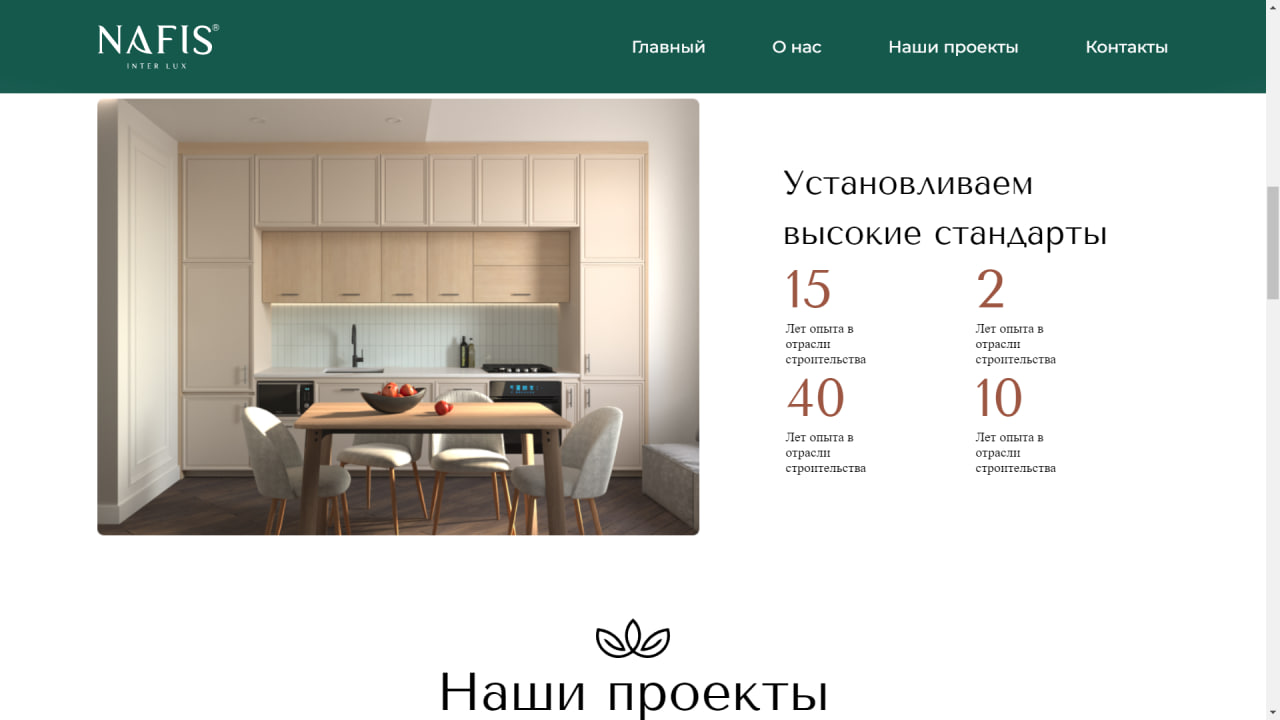 NAFIS®
INTER LUX
Главный О нас Наши проекты Контакты
Устанавливаем
высокие стандарты
15
Лет опыта в
отрасли
строительства
2
Лет опыта в
отрасли
строительства
40
Лет опыта в
отрасли
строительства
10
Лет опыта в
отрасли
строительства
Наши проекты